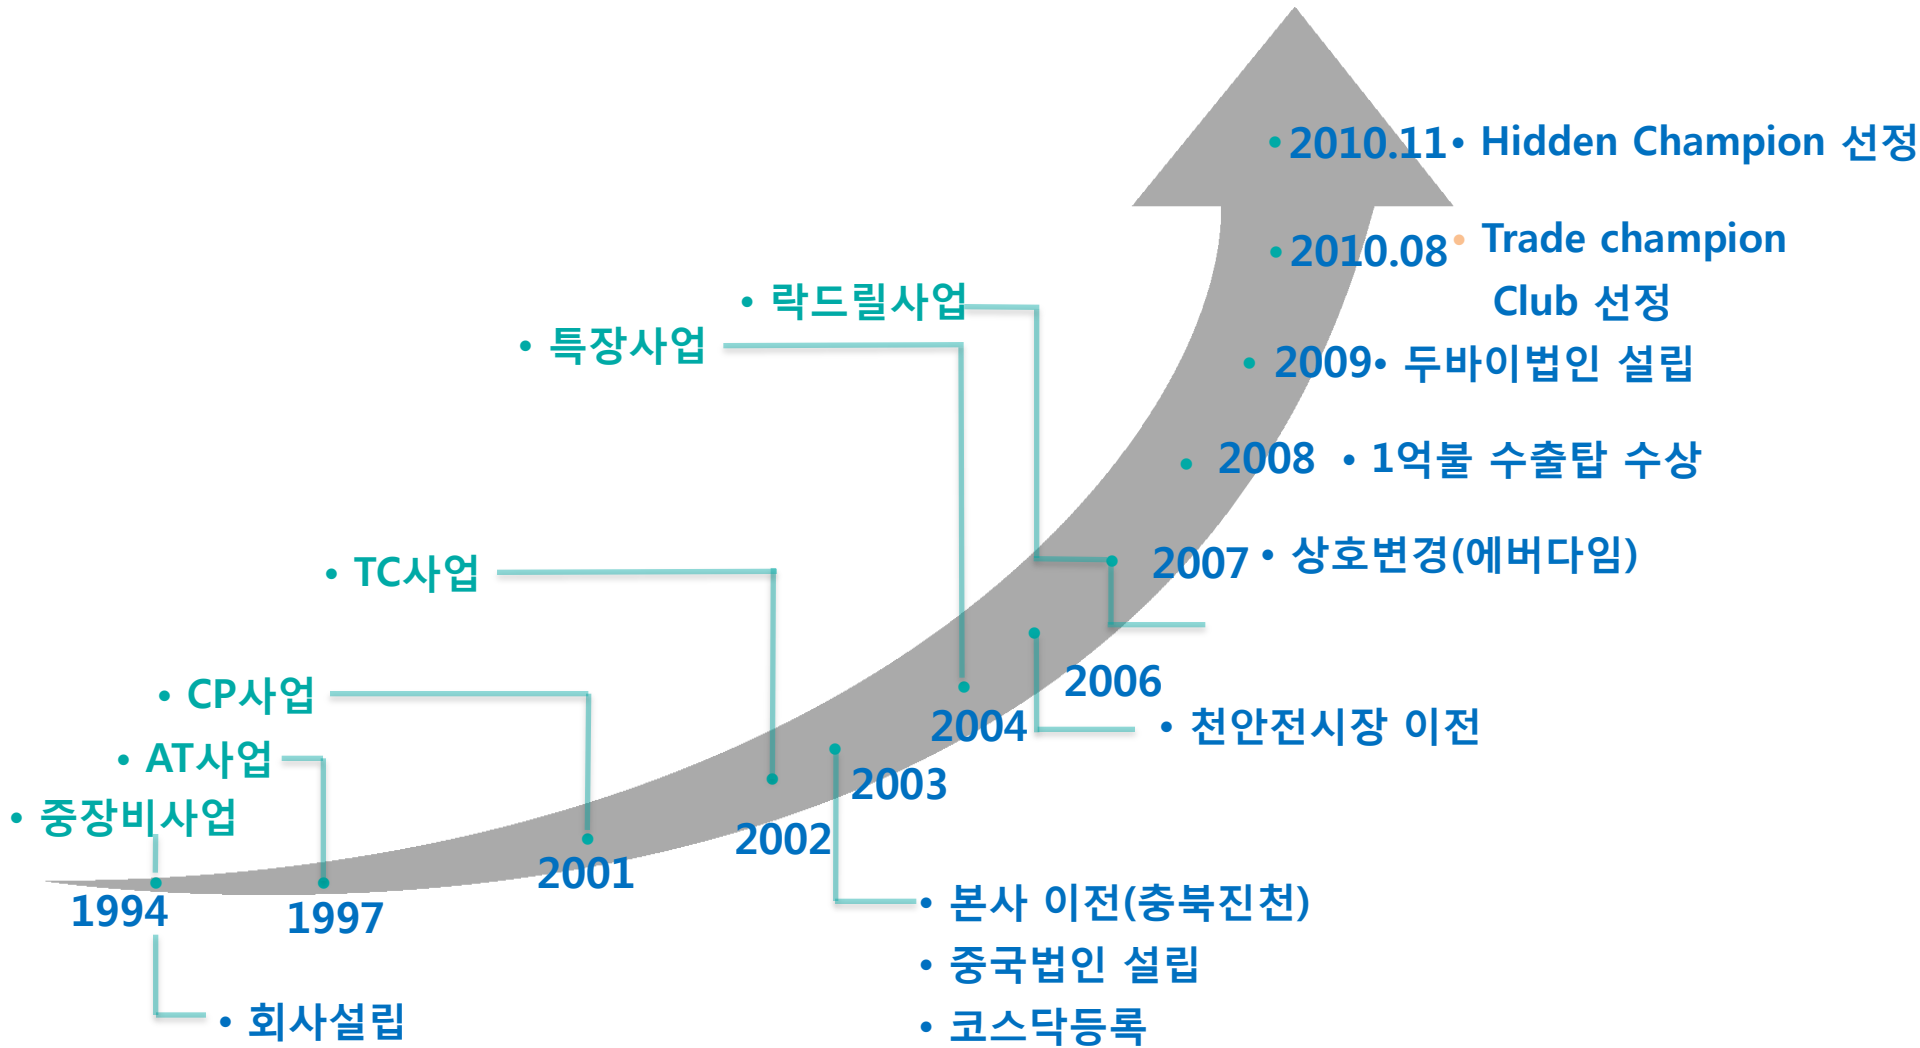 • 2010.11 • Hidden Champion 선정
• 2010.08 • Trade champion
Club 선정
• 락드릴사업
• 특장사업
• 2009 • 두바이법인 설립
• 2008 • 1억불 수출탑 수상
• 2007 • 상호변경(에버다임)
• TC사업
2006
• CP사업
2004
• 천안전시장 이전
• AT사업
2003
• 중장비사업
2002
2001
1994
1997
• 본사 이전(충북진천)
• 중국법인 설립
• 회사설립
• 코스닥등록